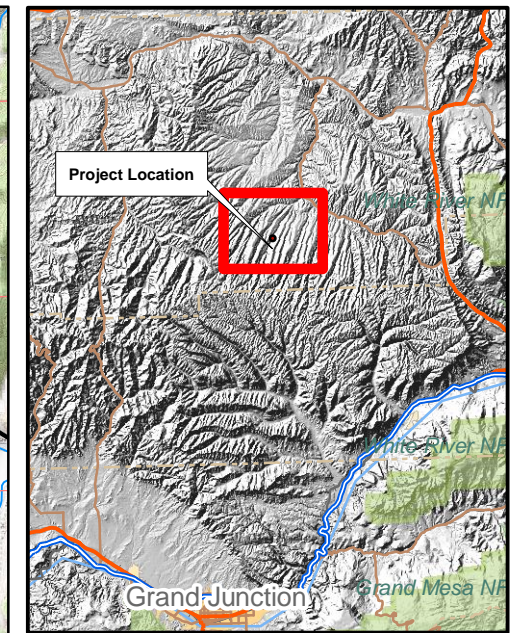 Project Location
White River NF
White River NF
Grand Junction
Grand Mesa NF